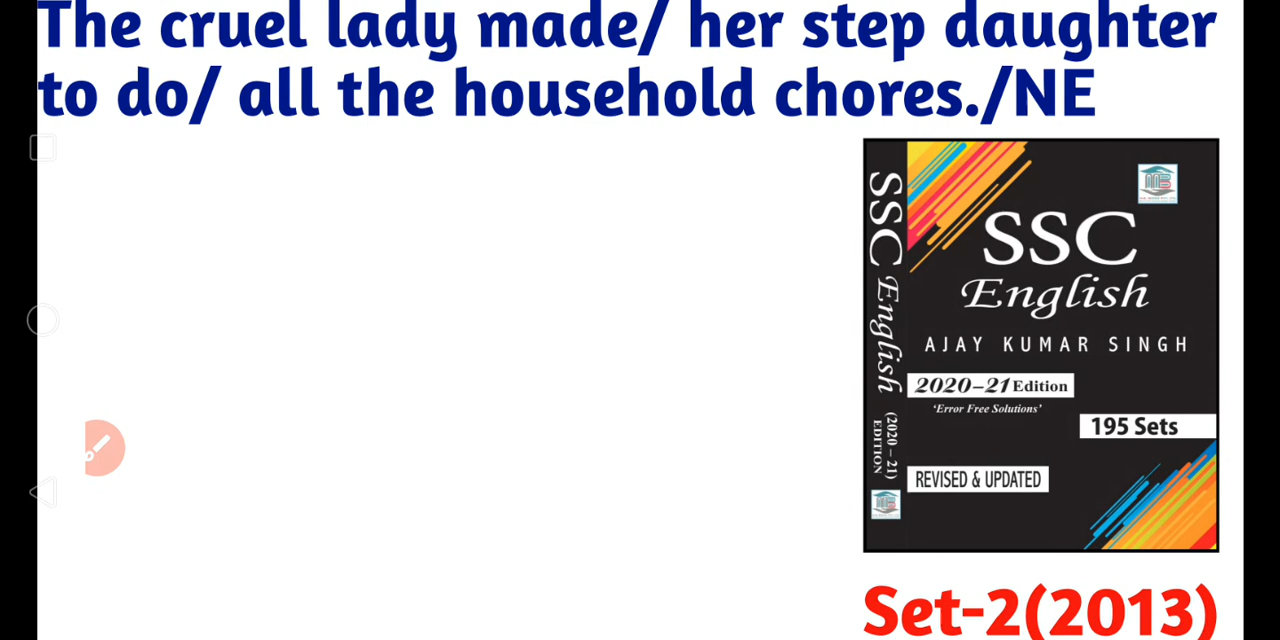 The cruel lady made/ her step daughter
to do/ all the household chores./NE
SSC English (2020 – 21) EDITION
SSC
English
AJAY KUMAR SINGH
2020–21 Edition
‘Error Free Solutions’
195 Sets
REVISED & UPDATED
Set-2(2013)